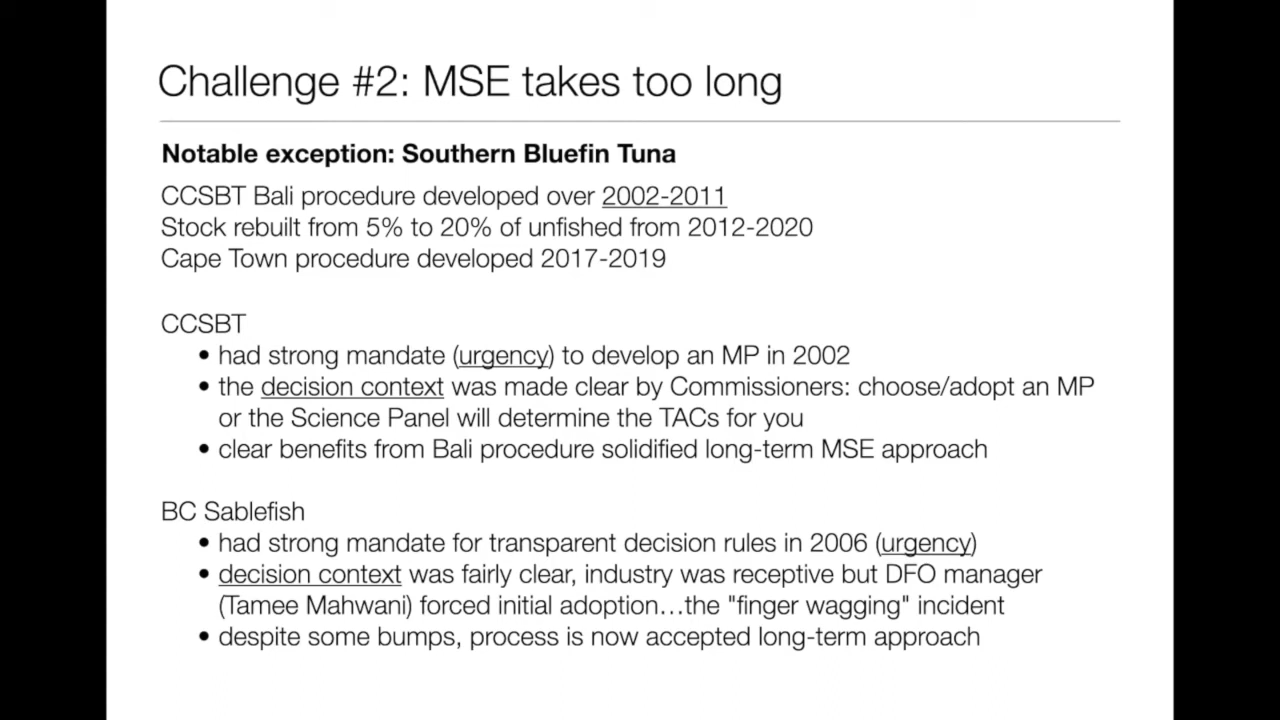 Challenge #2: MSE takes too long
Notable exception: Southern Bluefin Tuna
CCSBT Bali procedure developed over 2002-2011
Stock rebuilt from 5% to 20% of unfished from 2012-2020
Cape Town procedure developed 2017-2019
CCSBT
• had strong mandate (urgency) to develop an MP in 2002
• the decision context was made clear by Commissioners: choose/adopt an MP
or the Science Panel will determine the TACs for you
• clear benefits from Bali procedure solidified long-term MSE approach
BC Sablefish
• had strong mandate for transparent decision rules in 2006 (urgency)
• decision context was fairly clear, industry was receptive but DFO manager
(Tamee Mahwani) forced initial adoption…the "finger wagging" incident
• despite some bumps, process is now accepted long-term approach